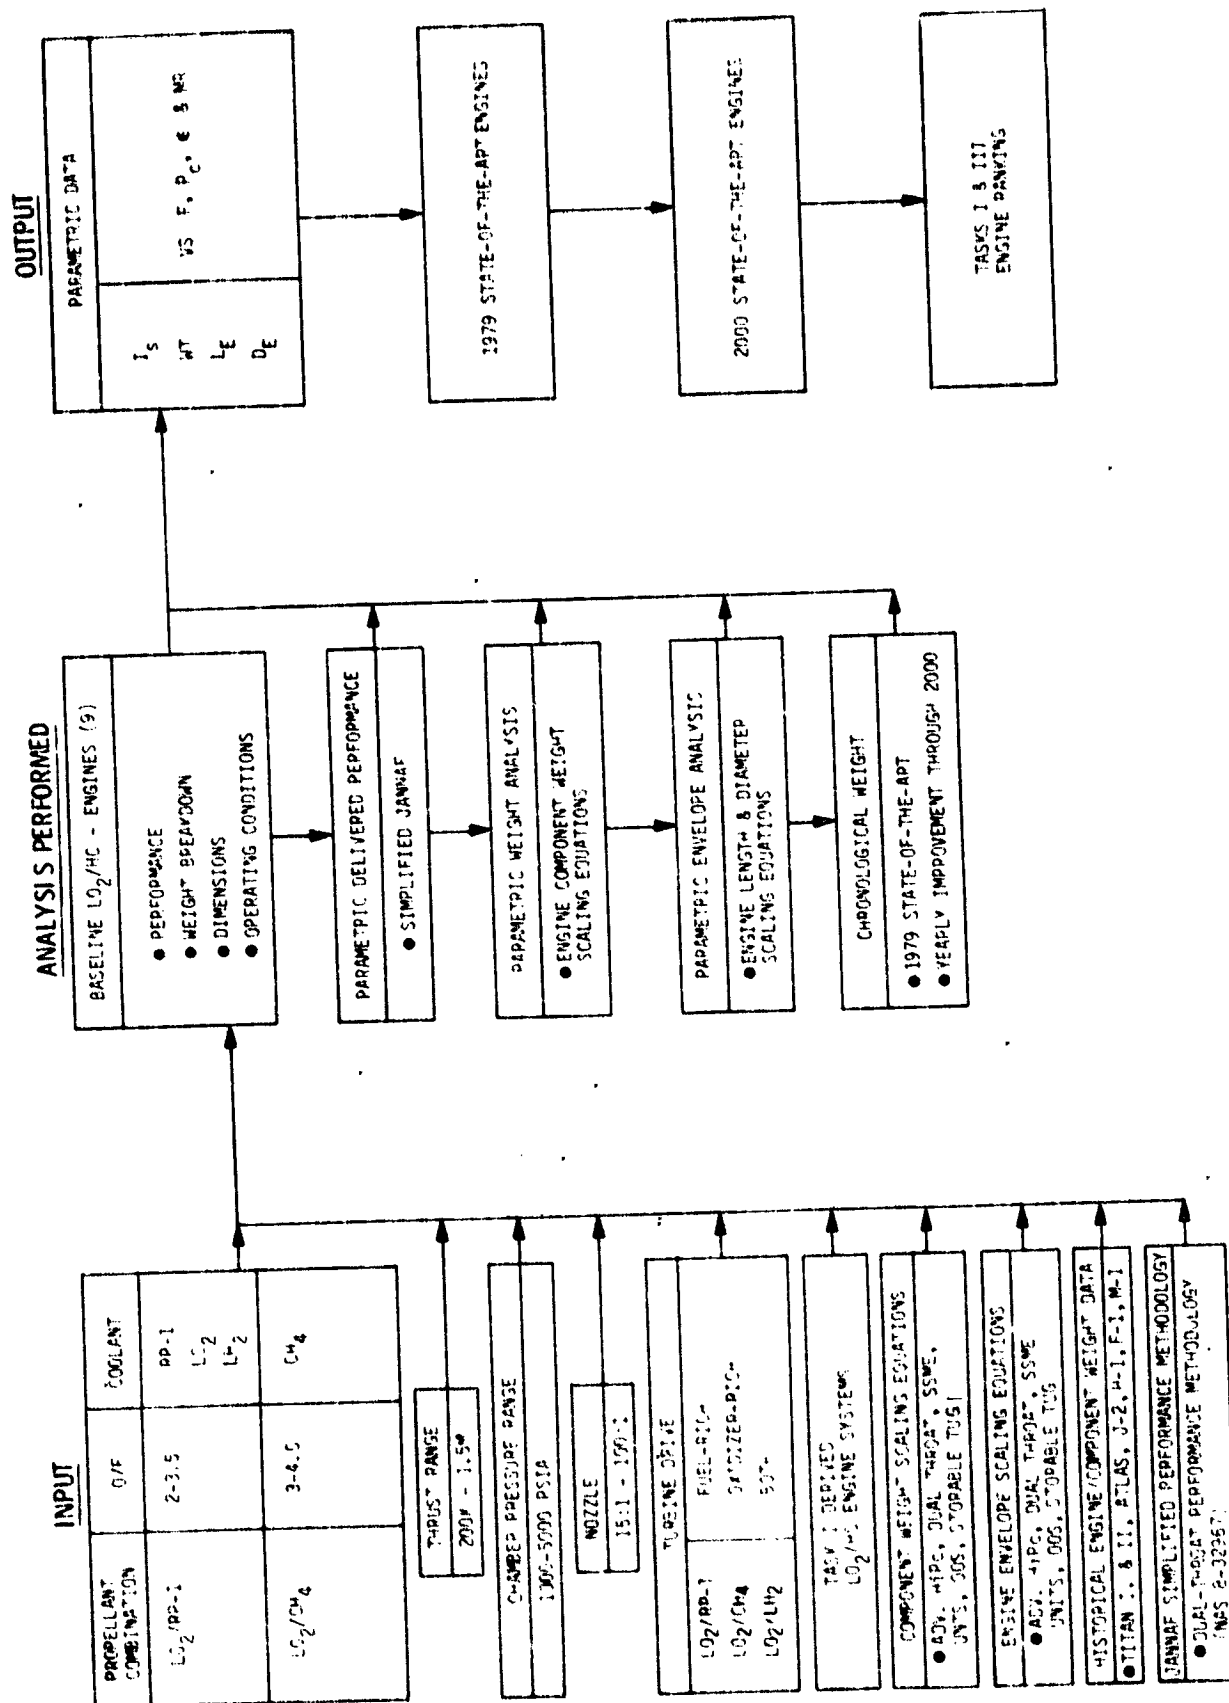 INPUT
PROPELLANT COMBINATION
O/F
COOLANT
LO2/RP-1
2-3.5
RP-1
LO2
LH2
LO2/CH4
3-4.5
CH4
THRUST RANGE
200K - 1.5M
CHAMBER PRESSURE RANGE
1000-5000 PSIA
NOZZLE
15:1 - 100:1
TURBINE DRIVE
LO2/RP-1
FUEL-RICH
LO2/CH4
OXIDIZER-RICH
LO2/LH2
BOTH
TASK I DERIVED
LO2/HC ENGINE SYSTEMS
COMPONENT WEIGHT SCALING EQUATIONS
● ADV. HIPC, DUAL THROAT, SSME,
UNITS, OOS, STORABLE TUG
ENGINE ENVELOPE SCALING EQUATIONS
● ADV. HIPC, DUAL THROAT, SSME
UNITS, OOS, STORABLE TUG
HISTORICAL ENGINE/COMPONENT WEIGHT DATA
● TITAN I & II, ATLAS, J-2, H-1, F-1, M-1
JANNAF SIMPLIFIED PERFORMANCE METHODOLOGY
● DUAL-THROAT PERFORMANCE METHODOLOGY
(NAS 8-32967)
ANALYSIS PERFORMED
BASELINE LO2/HC - ENGINES (9)
● PERFORMANCE
● WEIGHT BREAKDOWN
● DIMENSIONS
● OPERATING CONDITIONS
PARAMETRIC DELIVERED PERFORMANCE
● SIMPLIFIED JANNAF
PARAMETRIC WEIGHT ANALYSIS
● ENGINE COMPONENT WEIGHT
SCALING EQUATIONS
PARAMETRIC ENVELOPE ANALYSIS
● ENGINE LENGTH & DIAMETER
SCALING EQUATIONS
CHRONOLOGICAL WEIGHT
● 1979 STATE-OF-THE-ART
● YEARLY IMPOVEMENT THROUGH 2000
OUTPUT
PARAMETRIC DATA
IS
WT
LE
DE
VS F, PC, ε & MR
1979 STATE-OF-THE-ART ENGINES
2000 STATE-OF-THE-ART ENGINES
TASKS I & III
ENGINE RANKING